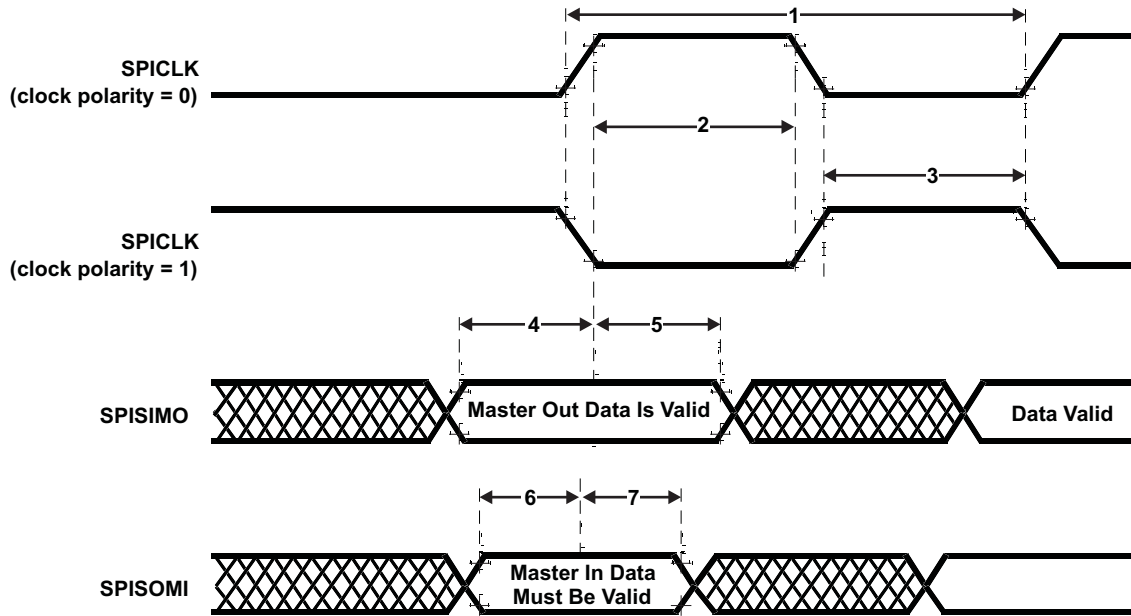 1
SPICLK
(clock polarity = 0)
2
3
SPICLK
(clock polarity = 1)
4
5
SPISIMO
Master Out Data Is Valid
Data Valid
6
7
SPISOMI
Master In Data
Must Be Valid